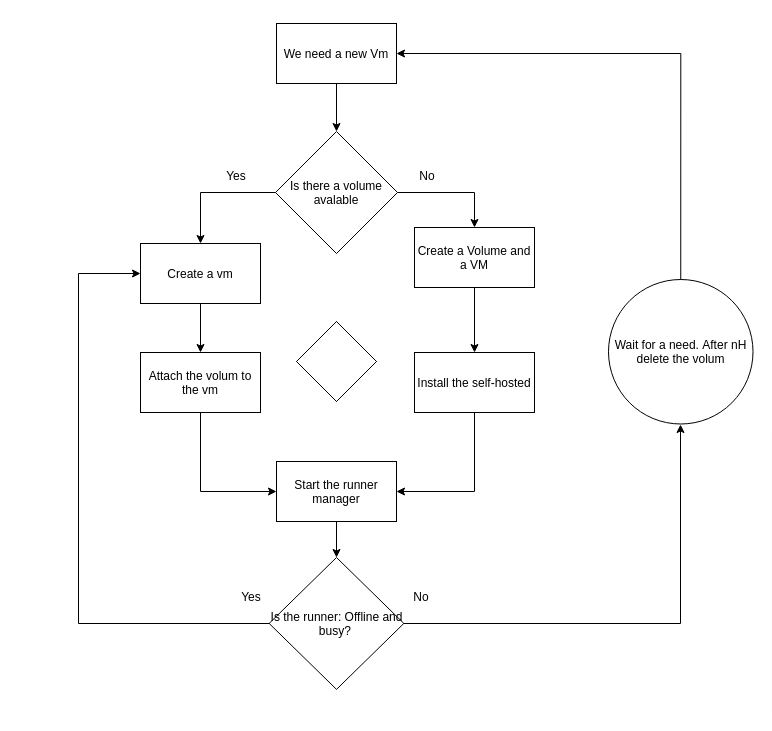 We need a new Vm
Yes
No
Is there a volume
avalable
Create a vm
Create a Volume and
a VM
Attach the volum to
the vm
Install the self-hosted
Wait for a need. After nH
delete the volum
Start the runner
manager
Yes
No
Is the runner: Offline and
busy?